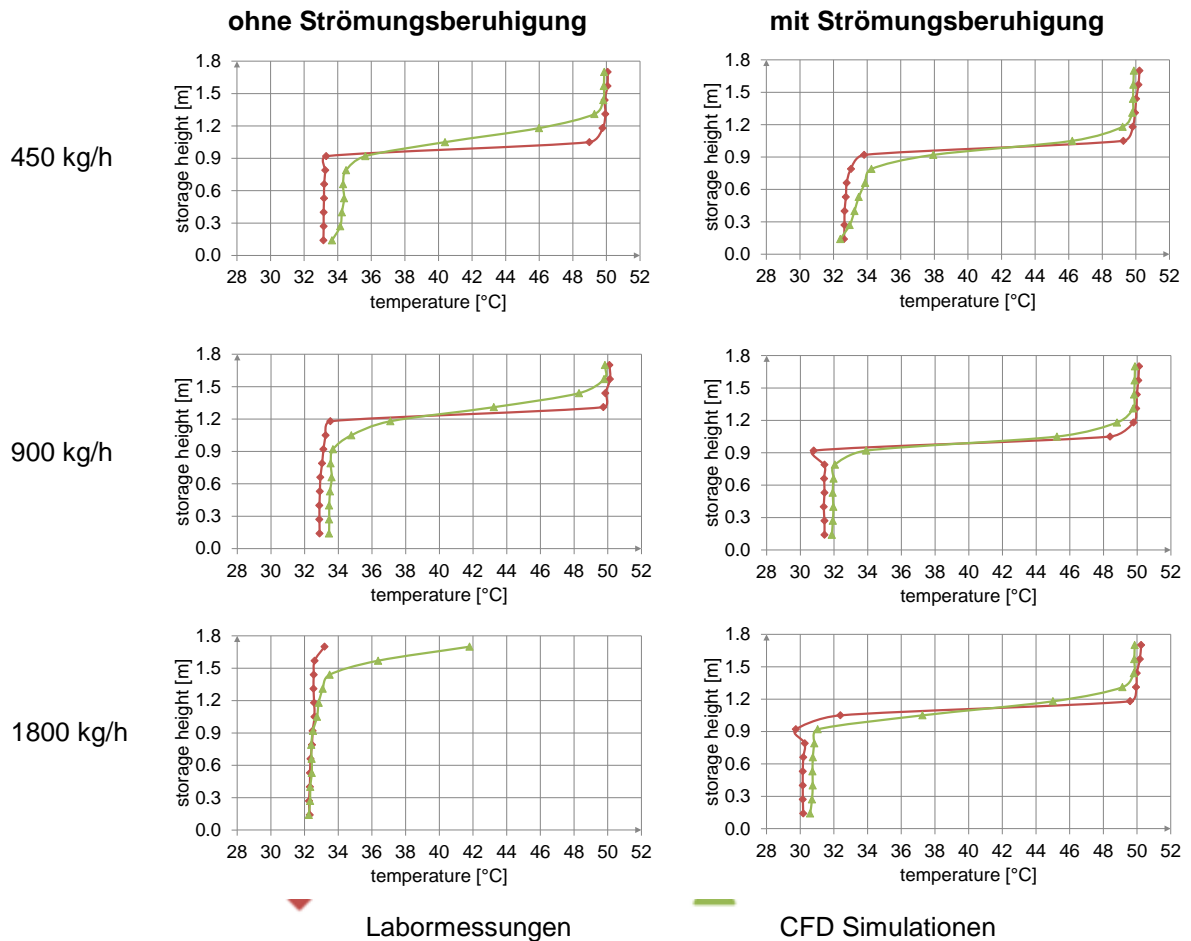 ohne Strömungsberuhigung
mit Strömungsberuhigung
450 kg/h
storage height [m]
1.8
1.5
1.2
0.9
0.6
0.3
0.0
28 30 32 34 36 38 40 42 44 46 48 50 52
temperature [°C]
storage height [m]
1.8
1.5
1.2
0.9
0.6
0.3
0.0
28 30 32 34 36 38 40 42 44 46 48 50 52
temperature [°C]
900 kg/h
storage height [m]
1.8
1.5
1.2
0.9
0.6
0.3
0.0
28 30 32 34 36 38 40 42 44 46 48 50 52
temperature [°C]
storage height [m]
1.8
1.5
1.2
0.9
0.6
0.3
0.0
28 30 32 34 36 38 40 42 44 46 48 50 52
temperature [°C]
1800 kg/h
storage height [m]
1.8
1.5
1.2
0.9
0.6
0.3
0.0
28 30 32 34 36 38 40 42 44 46 48 50 52
temperature [°C]
storage height [m]
1.8
1.5
1.2
0.9
0.6
0.3
0.0
28 30 32 34 36 38 40 42 44 46 48 50 52
temperature [°C]
Labormessungen
CFD Simulationen